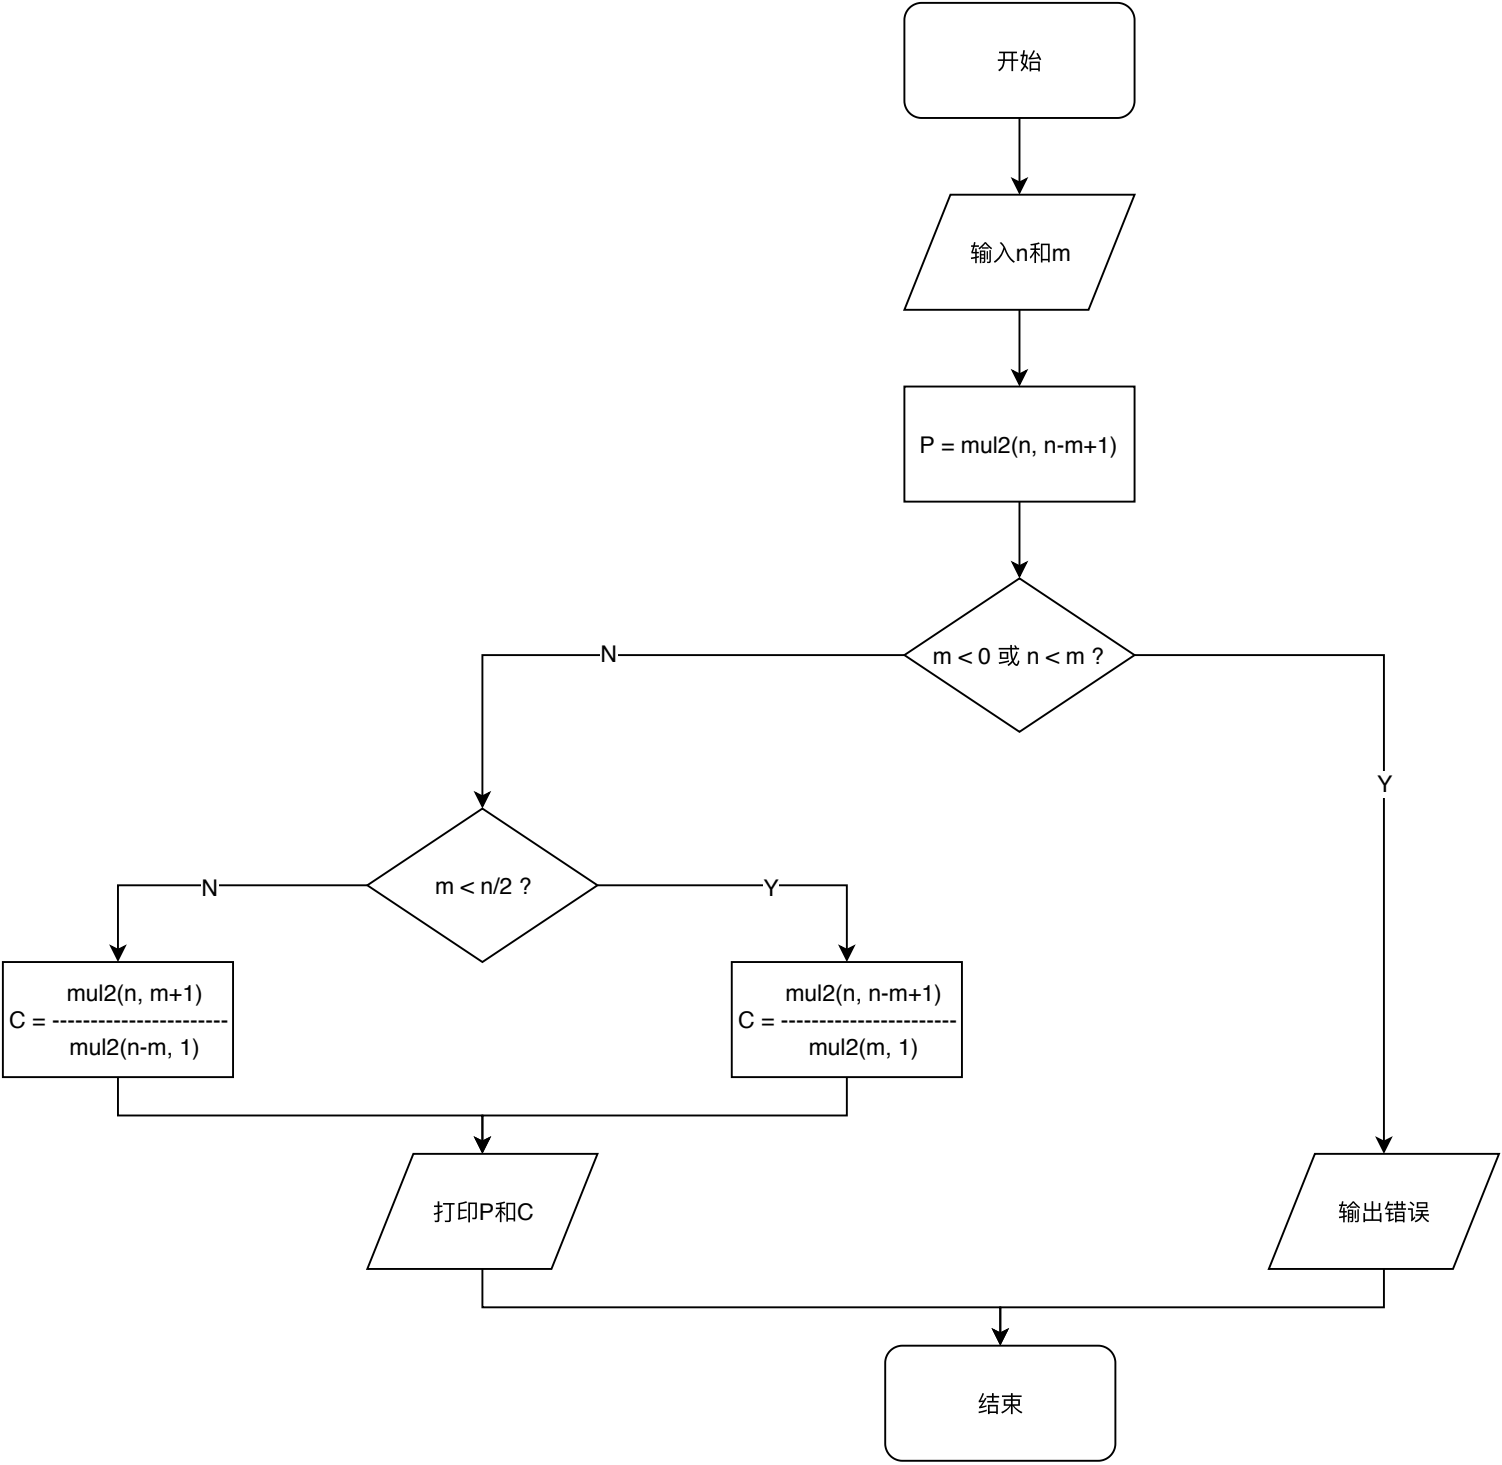 开始
输入n和m
P = mul2(n, n-m+1)
m < 0 或 n < m ?
N
Y
m < n/2 ?
N
Y
mul2(n, m+1)
C = -----------------------
mul2(n-m, 1)
mul2(n, n-m+1)
C = -----------------------
mul2(m, 1)
打印P和C
输出错误
结束